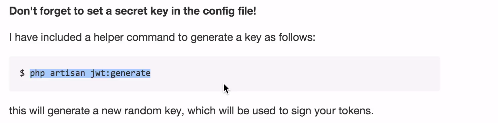 Don't forget to set a secret key in the config file!
I have included a helper command to generate a key as follows:
$ php artisan jwt:generate
this will generate a new random key, which will be used to sign your tokens.